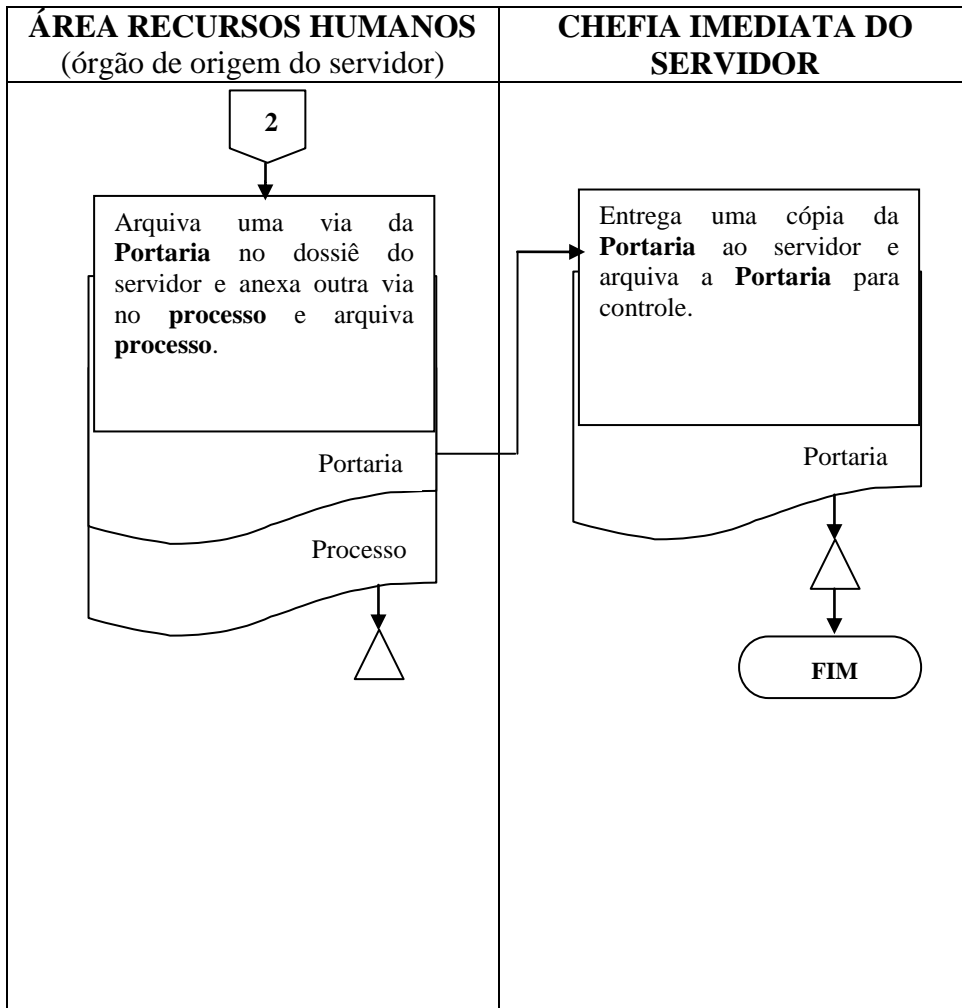 ÁREA RECURSOS HUMANOS
(órgão de origem do servidor)
CHEFIA IMEDIATA DO
SERVIDOR
2
Arquiva uma via da
Portaria no dossiê do
servidor e anexa outra via
no processo e arquiva
processo.
Portaria
Processo
Entrega uma cópia da
Portaria ao servidor e
arquiva a Portaria para
controle.
Portaria
FIM